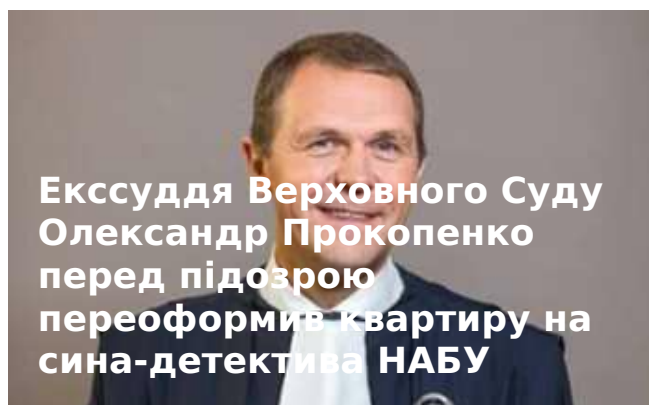 Екссуддя Верховного Суду
Олександр Прокопенко
перед підозрою
переоформив квартиру на
сина-детектива НАБУ